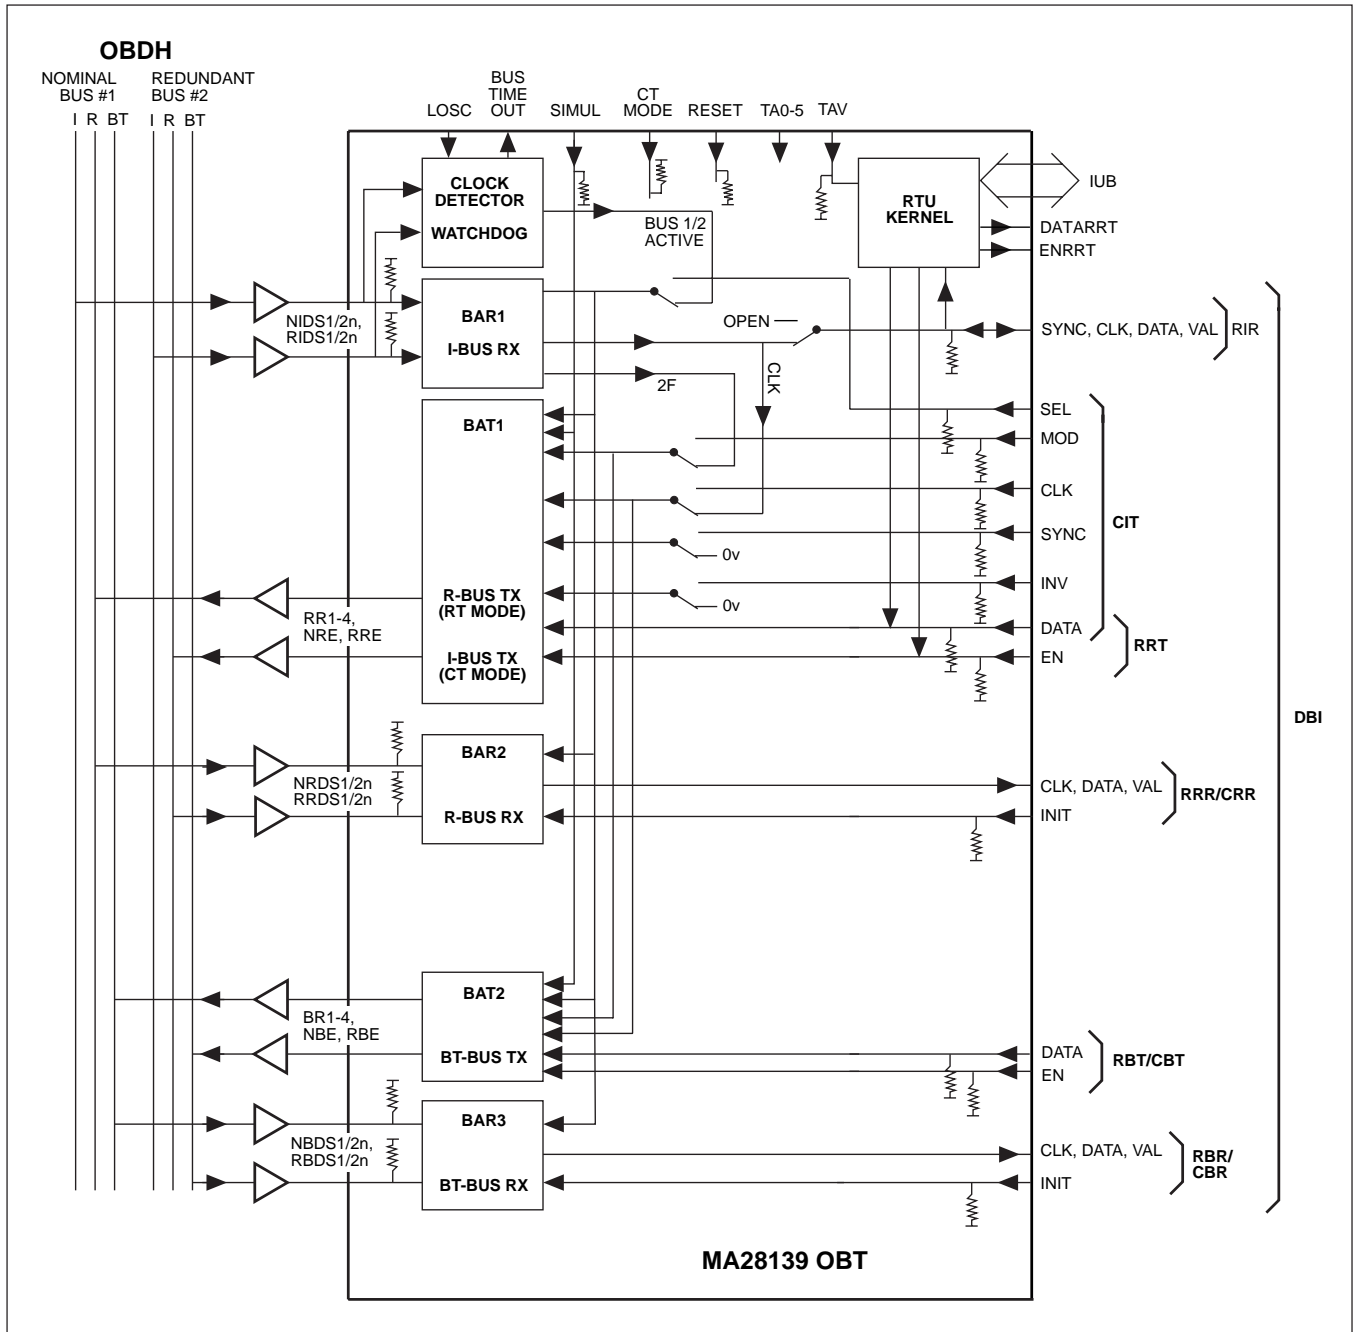 OBDH
NOMINAL
BUS #1
REDUNDANT
BUS #2
I R BT
I R BT
LOSC
BUS
TIME
OUT
SIMUL
CT
MODE
RESET
TA0-5
TAV
CLOCK
DETECTOR
WATCHDOG
BUS 1/2
ACTIVE
RTU
KERNEL
IUB
DATARRT
ENRRT
NIDS1/2n,
RIDS1/2n
BAR1
I-BUS RX
OPEN
2F
CLK
SYNC, CLK, DATA, VAL
RIR
BAT1
SEL
MOD
CLK
SYNC
0v
INV
0v
CIT
R-BUS TX
(RT MODE)
I-BUS TX
(CT MODE)
RR1-4,
NRE, RRE
DATA
EN
RRT
DBI
BAR2
R-BUS RX
NRDS1/2n
RRDS1/2n
CLK, DATA, VAL
INIT
RRR/CRR
BAT2
BT-BUS TX
BR1-4,
NBE, RBE
DATA
EN
RBT/CBT
BAR3
BT-BUS RX
NBDS1/2n,
RBDS1/2n
CLK, DATA, VAL
INIT
RBR/
CBR
MA28139 OBT